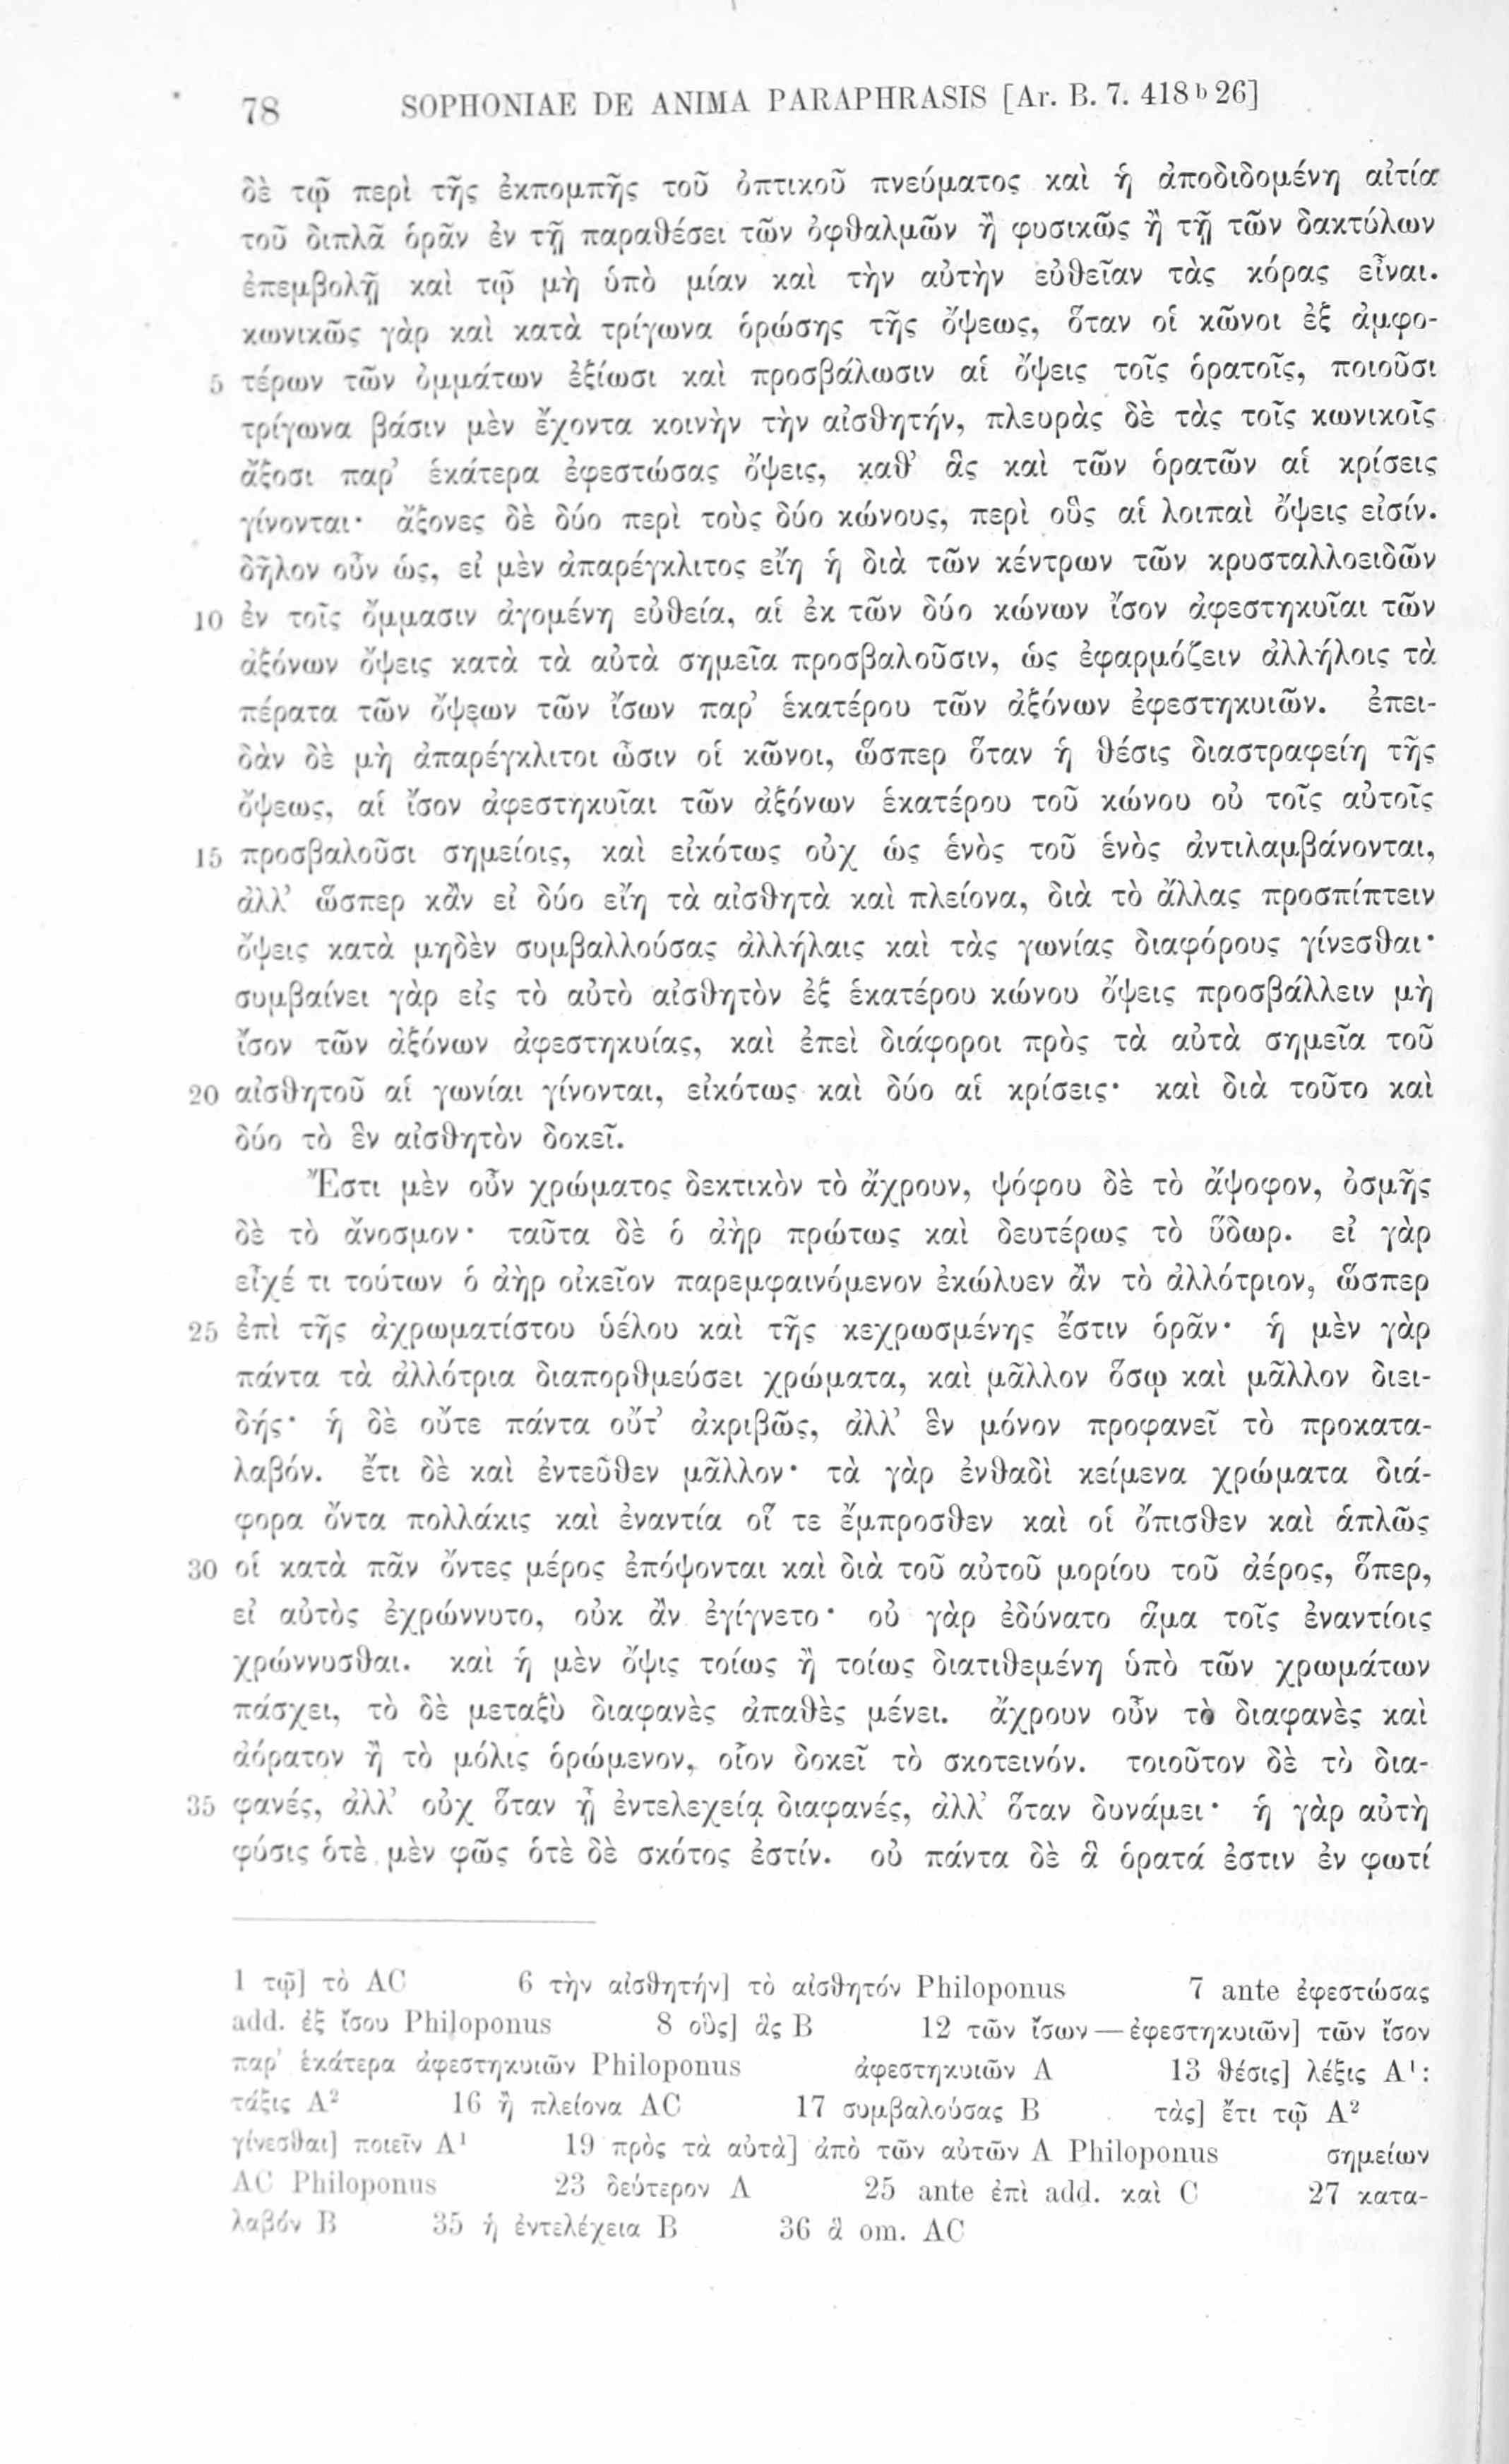 78 SOPHONIAE DE ANIMA PARAPHRASIS [Ar. B. 7. 418 b 26]
δὲ τῷ περὶ τῆς ἐκπομπῆς τοῦ ὀπτικοῦ πνεύματος καὶ ἡ ἀποδιδομένη αἰτία
τοῦ διπλᾶ ὁρᾶν ἐν τῇ παραθέσει τῶν ὀφθαλμῶν ἢ φυσικῶς ἢ τῇ τῶν δακτύλων
ἐπεμβολῇ καὶ τῷ μὴ ὑπὸ μίαν καὶ τὴν αὐτὴν εὐθεῖαν τὰς κόρας εἶναι.
κωνικῶς γὰρ καὶ κατὰ τρίγωνα ὁρώσης τῆς ὄψεως, ὅταν οἱ κῶνοι ἐξ ἀμφο-
5 τέρων τῶν ὀμμάτων ἐξίωσι καὶ προσβάλωσιν αἱ ὄψεις τοῖς ὁρατοῖς, ποιοῦσι
τρίγωνα βάσιν μὲν ἔχοντα κοινὴν τὴν αἰσθητήν, πλευρὰς δὲ τὰς τοῖς κωνικοῖς
ἄξοσι παρ’ ἑκάτερα ἐφεστώσας ὄψεις, καθ’ ἃς καὶ τῶν ὁρατῶν αἱ κρίσεις
γίνονται· ἄξονες δὲ δύο περὶ τοὺς δύο κώνους, περὶ οὓς αἱ λοιπαὶ ὄψεις εἰσίν.
δῆλον οὖν ὡς, εἰ μὲν ἀπαρέγκλιτος εἴη ἡ διὰ τῶν κέντρων τῶν κρυσταλλοειδῶν
10 ἐν τοῖς ὄμμασιν ἀγομένη εὐθεία, αἱ ἐκ τῶν δύο κώνων ἴσον ἀφεστηκυῖαι τῶν
ἀξόνων ὄψεις κατὰ τὰ αὐτὰ σημεῖα προσβαλοῦσιν, ὡς ἐφαρμόζειν ἀλλήλοις τὰ
πέρατα τῶν ὄψεων τῶν ἴσων παρ’ ἑκατέρου τῶν ἀξόνων ἐφεστηκυιῶν. ἐπει-
δὰν δὲ μὴ ἀπαρέγκλιτοι ὦσιν οἱ κῶνοι, ὥσπερ ὅταν ἡ θέσις διαστραφείη τῆς
ὄψεως, αἱ ἴσον ἀφεστηκυῖαι τῶν ἀξόνων ἑκατέρου τοῦ κώνου οὐ τοῖς αὐτοῖς
15 προσβαλοῦσι σημείοις, καὶ εἰκότως οὐχ ὡς ἑνὸς τοῦ ἑνὸς ἀντιλαμβάνονται,
ἀλλ’ ὥσπερ κἂν εἰ δύο εἴη τὰ αἰσθητὰ καὶ πλείονα, διὰ τὸ ἄλλας προσπίπτειν
ὄψεις κατὰ μηδὲν συμβαλλούσας ἀλλήλαις καὶ τὰς γωνίας διαφόρους γίνεσθαι·
συμβαίνει γὰρ εἰς τὸ αὐτὸ αἰσθητὸν ἐξ ἑκατέρου κώνου ὄψεις προσβάλλειν μὴ
ἴσον τῶν ἀξόνων ἀφεστηκυίας, καὶ ἐπεὶ διάφοροι πρὸς τὰ αὐτὰ σημεῖα τοῦ
20 αἰσθητοῦ αἱ γωνίαι γίνονται, εἰκότως καὶ δύο αἱ κρίσεις· καὶ διὰ τοῦτο καὶ
δύο τὸ ἓν αἰσθητὸν δοκεῖ.
Ἔστι μὲν οὖν χρώματος δεκτικὸν τὸ ἄχρουν, ψόφου δὲ τὸ ἄψοφον, ὀσμῆς
δὲ τὸ ἄνοσμον· ταῦτα δὲ ὁ ἀὴρ πρώτως καὶ δευτέρως τὸ ὕδωρ. εἰ γὰρ
εἶχέ τι τούτων ὁ ἀὴρ οἰκεῖον παρεμφαινόμενον ἐκώλυεν ἂν τὸ ἀλλότριον, ὥσπερ
25 ἐπὶ τῆς ἀχρωματίστου ὑέλου καὶ τῆς κεχρωσμένης ἔστιν ὁρᾶν· ἡ μὲν γὰρ
πάντα τὰ ἀλλότρια διαπορθμεύσει χρώματα, καὶ μᾶλλον ὅσῳ καὶ μᾶλλον διει-
δής· ἡ δὲ οὔτε πάντα οὔτ’ ἀκριβῶς, ἀλλ’ ἓν μόνον προφανεῖ τὸ προκατα-
λαβόν. ἔτι δὲ καὶ ἐντεῦθεν μᾶλλον· τὰ γὰρ ἐνθαδὶ κείμενα χρώματα διά-
φορα ὄντα πολλάκις καὶ ἐναντία οἵ τε ἔμπροσθεν καὶ οἱ ὄπισθεν καὶ ἁπλῶς
30 οἱ κατὰ πᾶν ὄντες μέρος ἐπόψονται καὶ διὰ τοῦ αὐτοῦ μορίου τοῦ ἀέρος, ὅπερ,
εἰ αὐτὸς ἐχρώννυτο, οὐκ ἂν ἐγίγνετο· οὐ γὰρ ἐδύνατο ἅμα τοῖς ἐναντίοις
χρώννυσθαι. καὶ ἡ μὲν ὄψις τοίως ἢ τοίως διατιθεμένη ὑπὸ τῶν χρωμάτων
πάσχει, τὸ δὲ μεταξὺ διαφανὲς ἀπαθὲς μένει. ἄχρουν οὖν τὸ διαφανὲς καὶ
ἀόρατον ἢ τὸ μόλις ὁρώμενον, οἷον δοκεῖ τὸ σκοτεινόν. τοιοῦτον δὲ τὸ δια-
35 φανές, ἀλλ’ οὐχ ὅταν ᾖ ἐντελεχείᾳ διαφανές, ἀλλ’ ὅταν δυνάμει· ἡ γὰρ αὐτὴ
φύσις ὁτὲ μὲν φῶς ὁτὲ δὲ σκότος ἐστίν. οὐ πάντα δὲ ἃ ὁρατά ἐστιν ἐν φωτί
1 τῷ] τὸ AC 6 τὴν αἰσθητήν] τὸ αἰσθητόν Philoponus 7 ante ἐφεστώσας
add. ἐξ ἴσου Philoponus 8 οὓς] ἃς B 12 τῶν ἴσων — ἐφεστηκυιῶν] τῶν ἴσον
παρ’ ἑκάτερα ἀφεστηκυιῶν Philoponus ἀφεστηκυιῶν A 13 θέσις] λέξις A¹:
τάξις A² 16 ἢ πλείονα AC 17 συμβαλούσας B τὰς] ἔτι τῷ A²
γίνεσθαι] ποιεῖν A¹ 19 πρὸς τὰ αὐτὰ] ἀπὸ τῶν αὐτῶν A Philoponus σημείων
AC Philoponus 23 δεύτερον A 25 ante ἐπὶ add. καὶ C 27 κατα-
λαβόν B 35 ἡ ἐντελέχεια B 36 ἃ om. AC